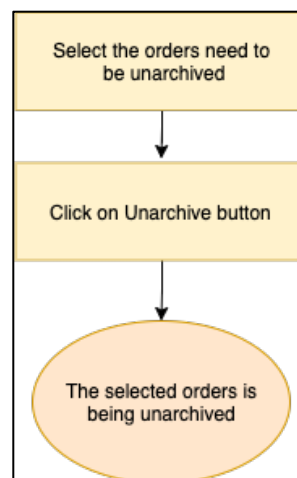 Select the orders need to
be unarchived
Click on Unarchive button
The selected orders is
being unarchived